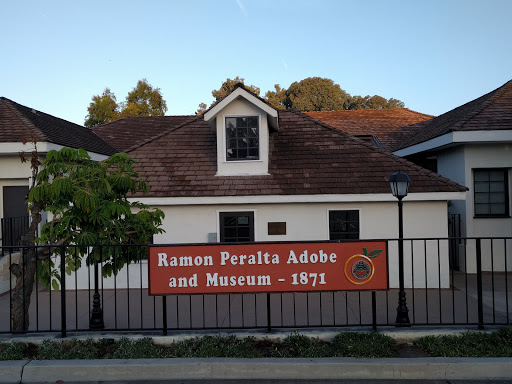 Ramon Peralta Adobe
and Museum - 1871